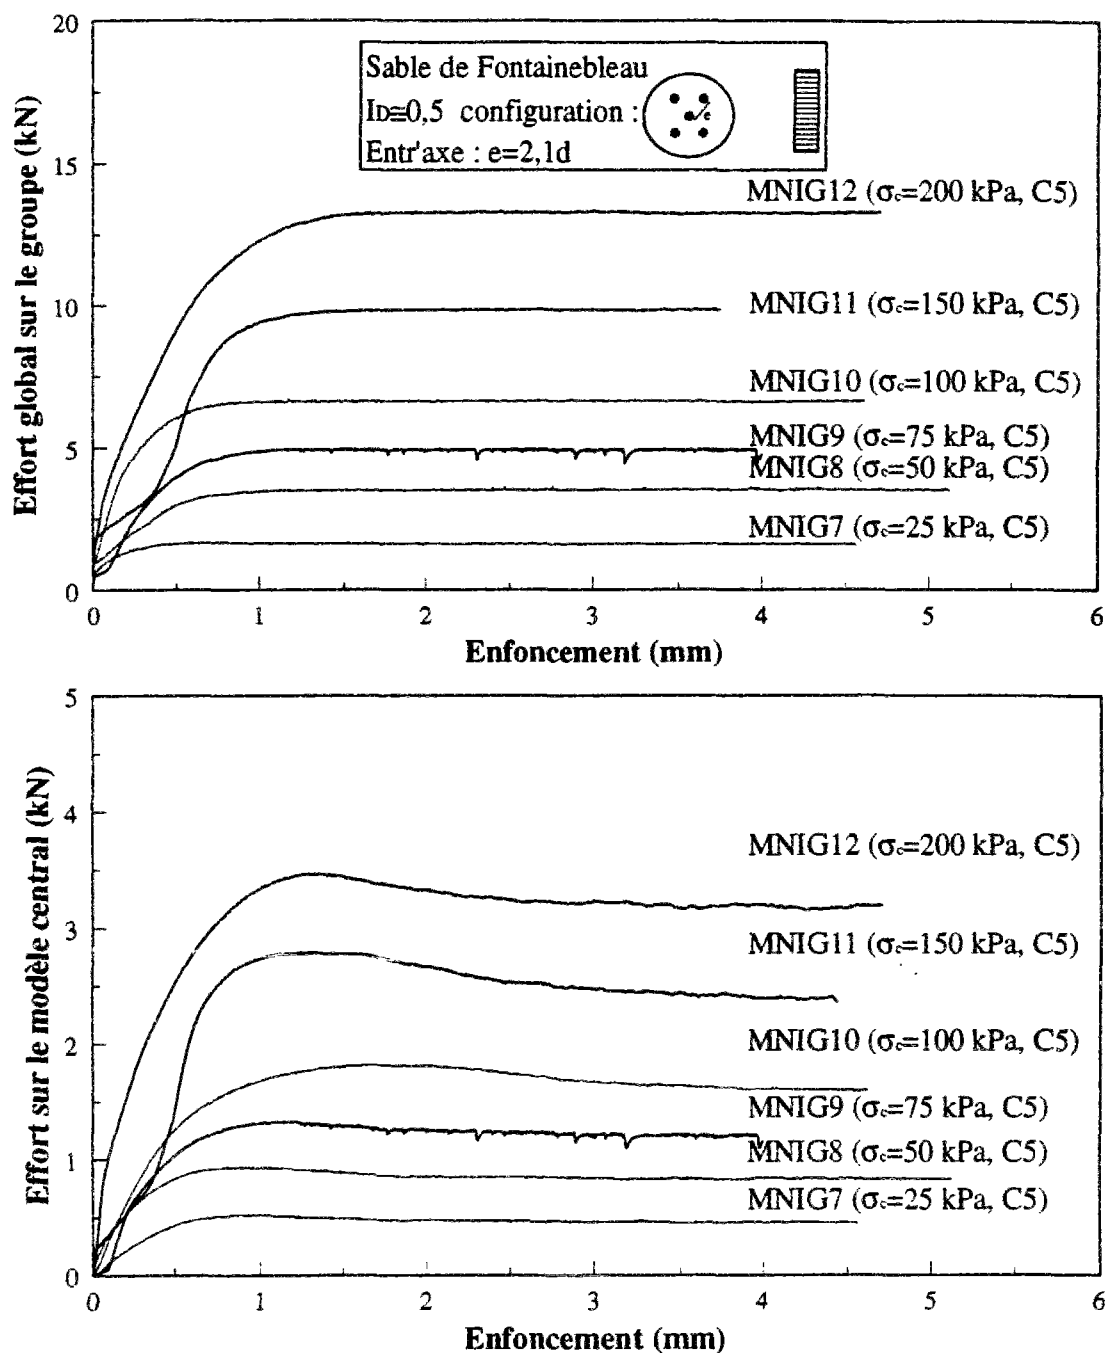 20
15
10
5
0
Effort global sur le groupe (kN)
Sable de Fontainebleau
ID≅0,5 configuration :
e
Entr'axe : e=2,1d
MNIG12 (σc=200 kPa, C5)
MNIG11 (σc=150 kPa, C5)
MNIG10 (σc=100 kPa, C5)
MNIG9 (σc=75 kPa, C5)
MNIG8 (σc=50 kPa, C5)
MNIG7 (σc=25 kPa, C5)
0 1 2 3 4 5 6
Enfoncement (mm)
5
4
3
2
1
0
Effort sur le modèle central (kN)
MNIG12 (σc=200 kPa, C5)
MNIG11 (σc=150 kPa, C5)
MNIG10 (σc=100 kPa, C5)
MNIG9 (σc=75 kPa, C5)
MNIG8 (σc=50 kPa, C5)
MNIG7 (σc=25 kPa, C5)
0 1 2 3 4 5 6
Enfoncement (mm)